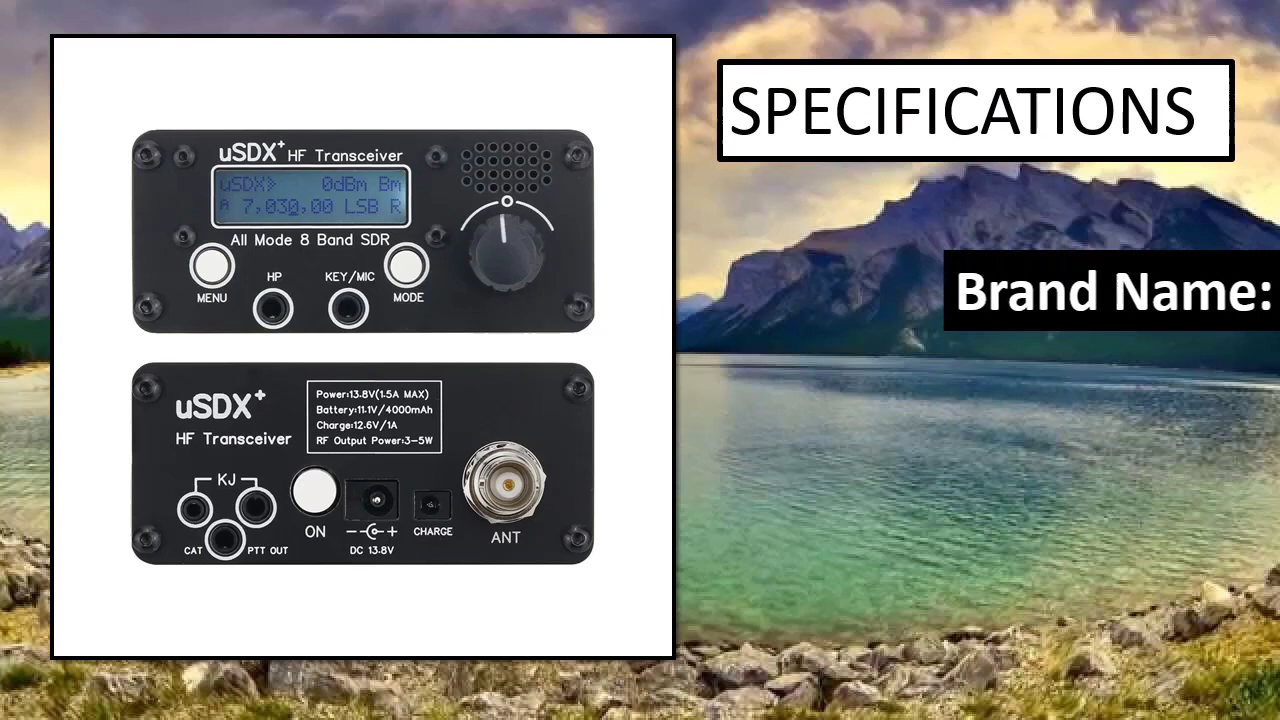 SPECIFICATIONS
Brand Name:
uSDX+ HF Transceiver
uSDX» 0dBm Bm
A 7,030,00 LSB R
All Mode 8 Band SDR
MENU
HP
KEY/MIC
MODE
uSDX+
HF Transceiver
Power:13.8V(1.5A MAX)
Battery:11.1V/4000mAh
Charge:12.6V/1A
RF Output Power:3-5W
KJ
CAT
PTT OUT
ON
DC 13.8V
CHARGE
ANT